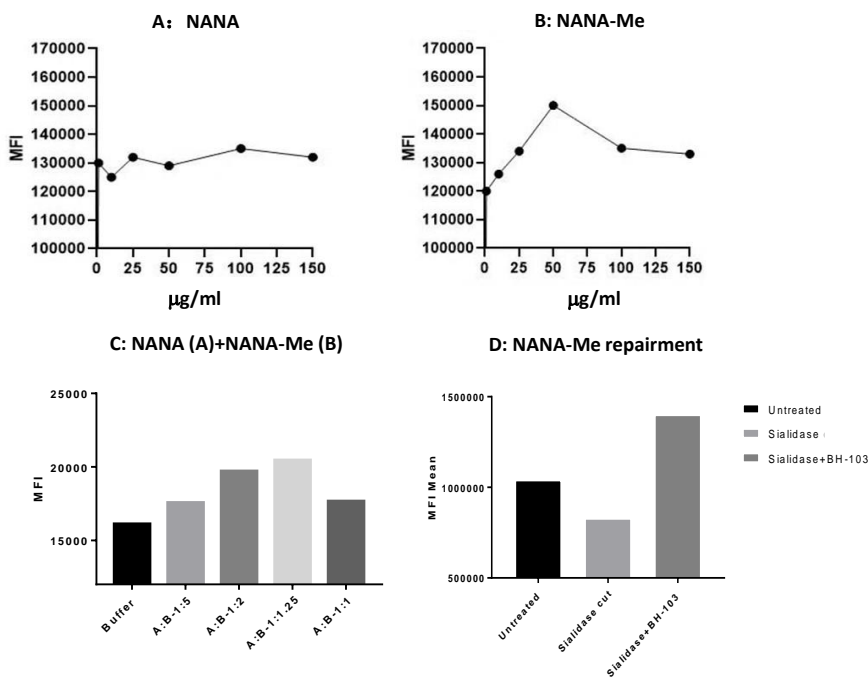 A: NANA
170000
160000
150000
140000
130000
120000
110000
100000
MFI
0 25 50 75 100 125 150
µg/ml
B: NANA-Me
170000
160000
150000
140000
130000
120000
110000
100000
MFI
0 25 50 75 100 125 150
µg/ml
C: NANA (A)+NANA-Me (B)
25000
20000
15000
MFI
Buffer
A:B-1:5
A:B-1:2
A:B-1:1.25
A:B-1:1
D: NANA-Me repairment
1500000
1000000
500000
MFI Mean
Untreated
Sialidase cut
Sialidase+BH-103
Untreated
Sialidase
Sialidase+BH-103